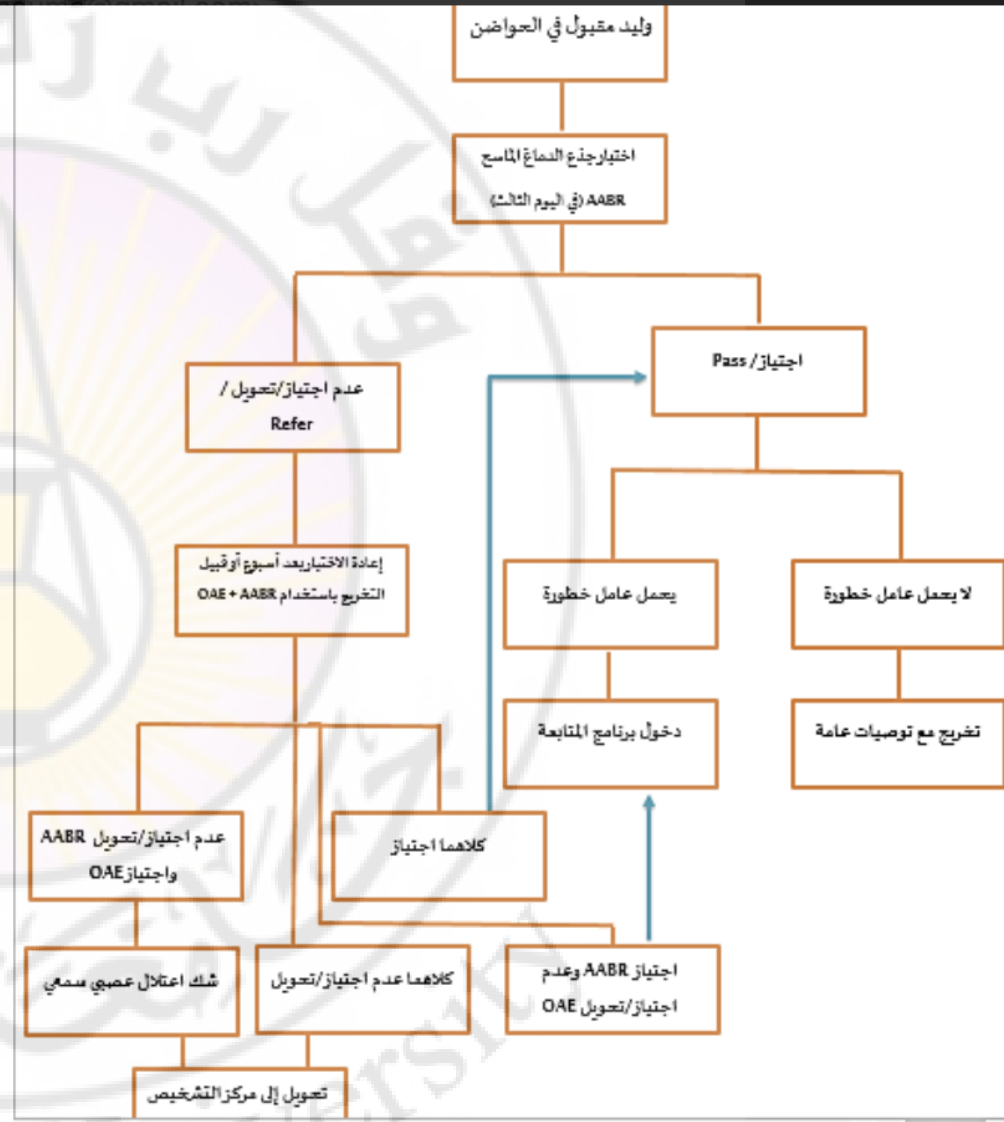 وليد مقبول في الحواضن
اختبار جذع الدماغ الماسح
AABR (في اليوم الثالث)
اجتياز/ Pass
عدم اجتياز/تحويل /
Refer
إعادة الاختبار بعد أسبوع أو قبيل
التخريج باستخدام OAE + AABR
يحمل عامل خطورة
لا يحمل عامل خطورة
دخول برنامج المتابعة
تخريج مع توصيات عامة
عدم اجتياز/تحويل AABR
واجتياز OAE
كلاهما اجتياز
شك اعتلال عصبي سمعي
كلاهما عدم اجتياز/تحويل
اجتياز AABR وعدم
اجتياز/تحويل OAE
تحويل إلى مركز التشخيص